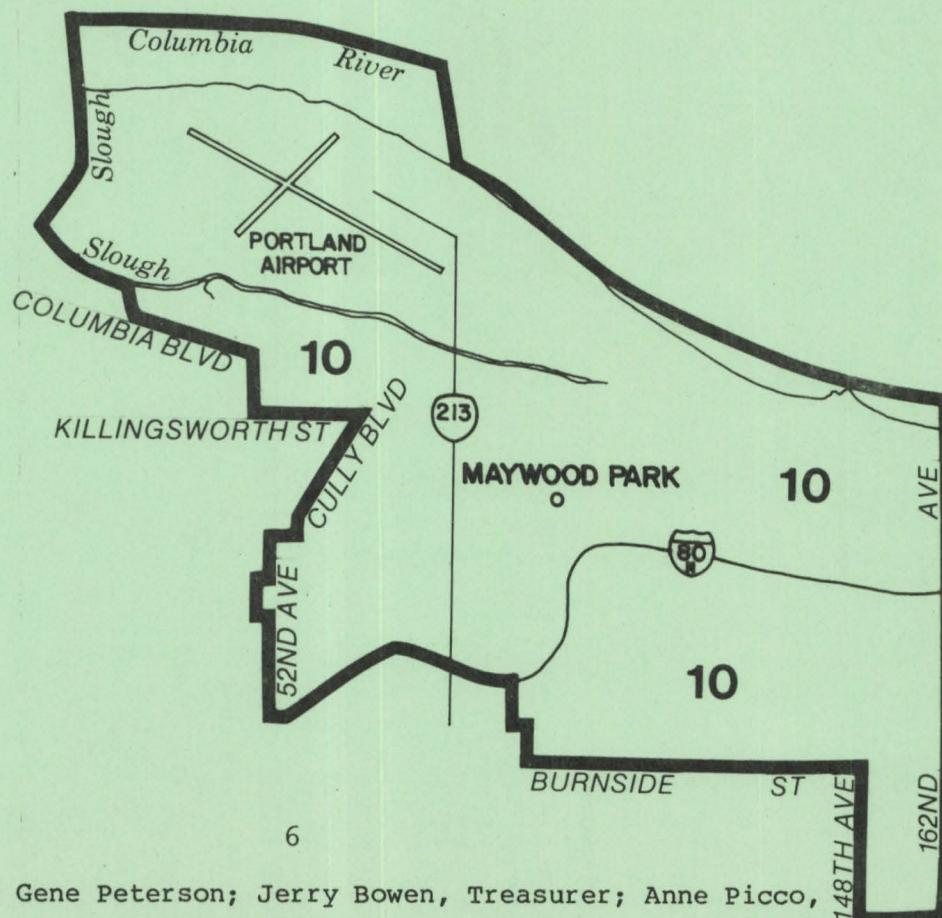 Columbia
River
Slough
PORTLAND
AIRPORT
Slough
COLUMBIA BLVD
10
213
KILLINGSWORTH ST
CULLY BLVD
MAYWOOD PARK
10
AVE
80
N
52ND AVE
10
BURNSIDE ST
148TH AVE
162ND
6
Gene Peterson; Jerry Bowen, Treasurer; Anne Picco,